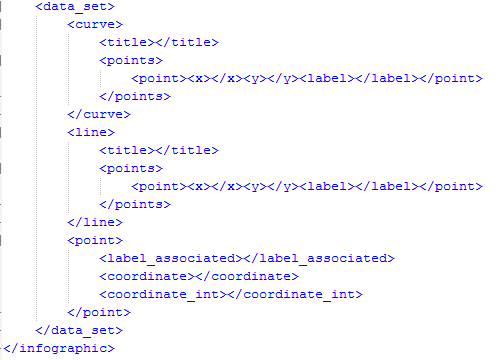 <data_set>
<curve>
<title></title>
<points>
<point><x></x><y></y><label></label></point>
</points>
</curve>
<line>
<title></title>
<points>
<point><x></x><y></y><label></label></point>
</points>
</line>
<point>
<label_associated></label_associated>
<coordinate></coordinate>
<coordinate_int></coordinate_int>
</point>
</data_set>
</infographic>